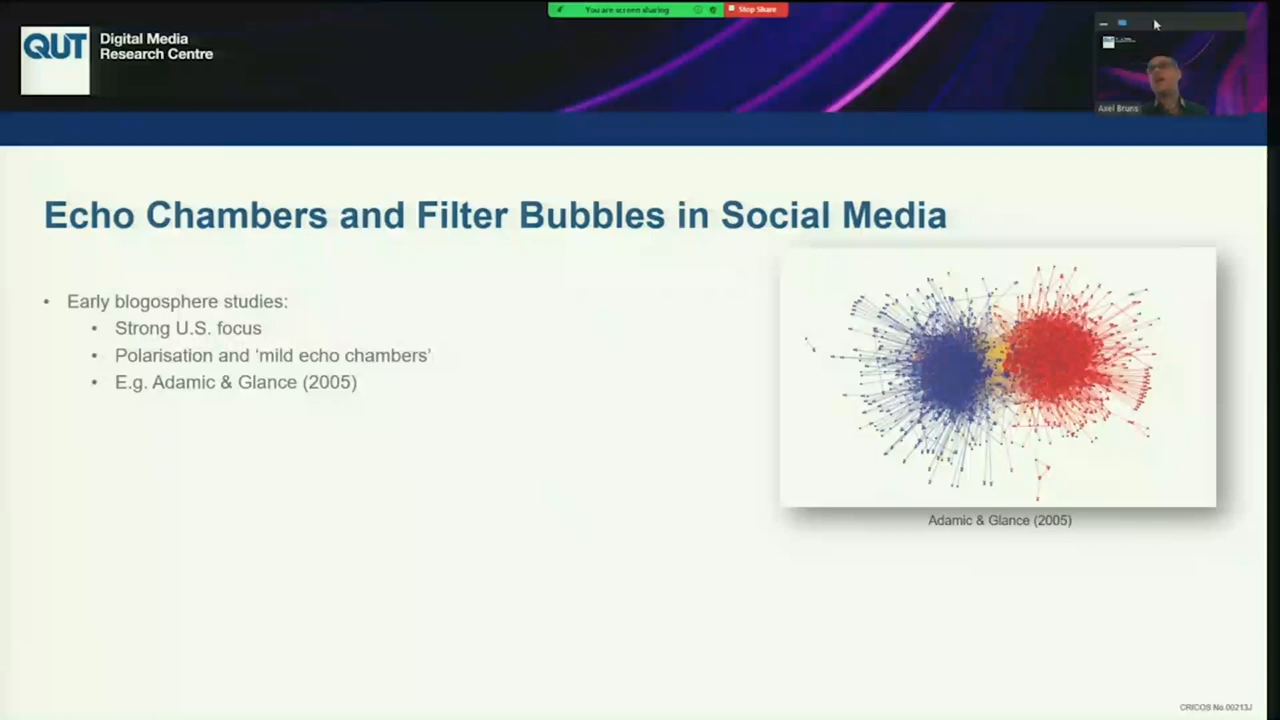 You are screen sharing
Stop Share
QUT
Digital Media
Research Centre
Axel Bruns
Echo Chambers and Filter Bubbles in Social Media
• Early blogosphere studies:
• Strong U.S. focus
• Polarisation and ‘mild echo chambers’
• E.g. Adamic & Glance (2005)
Adamic & Glance (2005)
CRICOS No.00213J